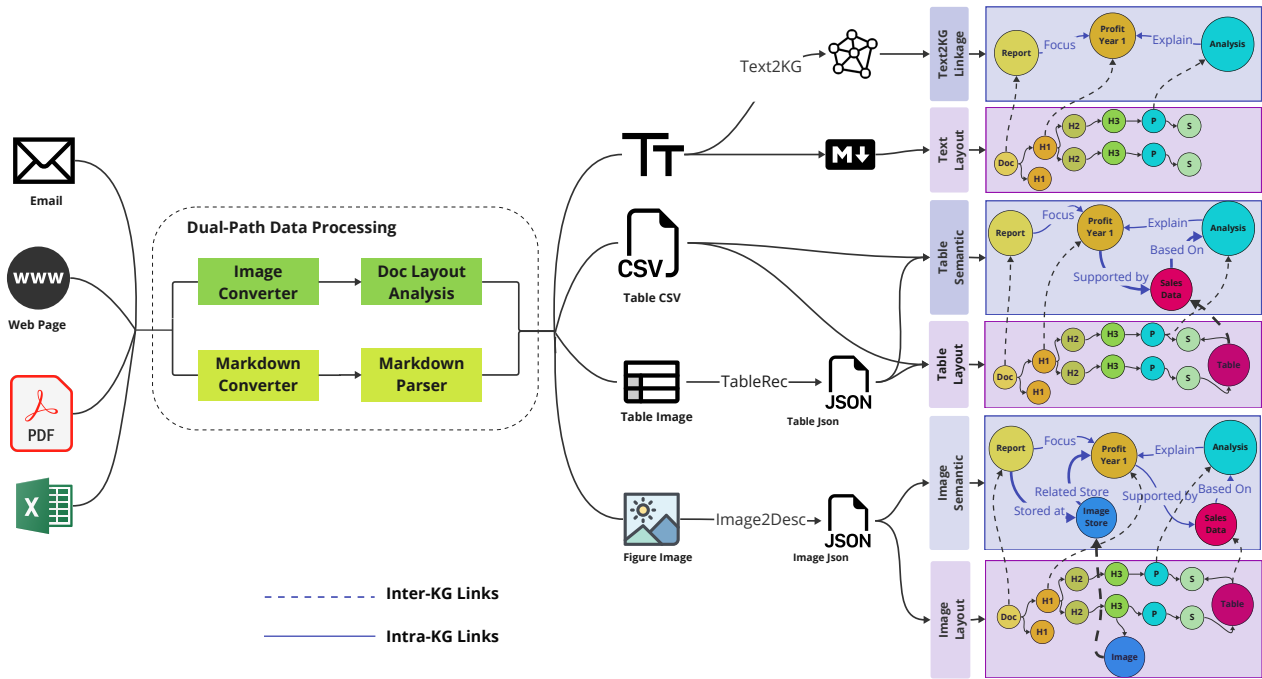 Email
WWW
Web Page
PDF
X
Dual-Path Data Processing
Image
Converter
Doc Layout
Analysis
Markdown
Converter
Markdown
Parser
Inter-KG Links
Intra-KG Links
Text2KG
TT
M
CSV
Table CSV
Table Image
TableRec
JSON
Table Json
Figure Image
Image2Desc
JSON
Image Json
Text2KG
Linkage
Report
Focus
Profit
Year 1
Explain
Analysis
Text
Layout
Doc
H1
H1
H2
H3
P
S
H2
H3
P
S
Table
Semantic
Report
Focus
Profit
Year 1
Explain
Analysis
Based On
Supported by
Sales
Data
Table
Layout
Doc
H1
H1
H2
H3
P
S
H2
H3
P
S
Table
Image
Semantic
Report
Focus
Profit
Year 1
Explain
Analysis
Related Store
Supported by
Based On
Stored at
Image
Store
Sales
Data
Image
Layout
Doc
H1
H1
H2
H3
P
S
H2
H3
P
S
Table
Image